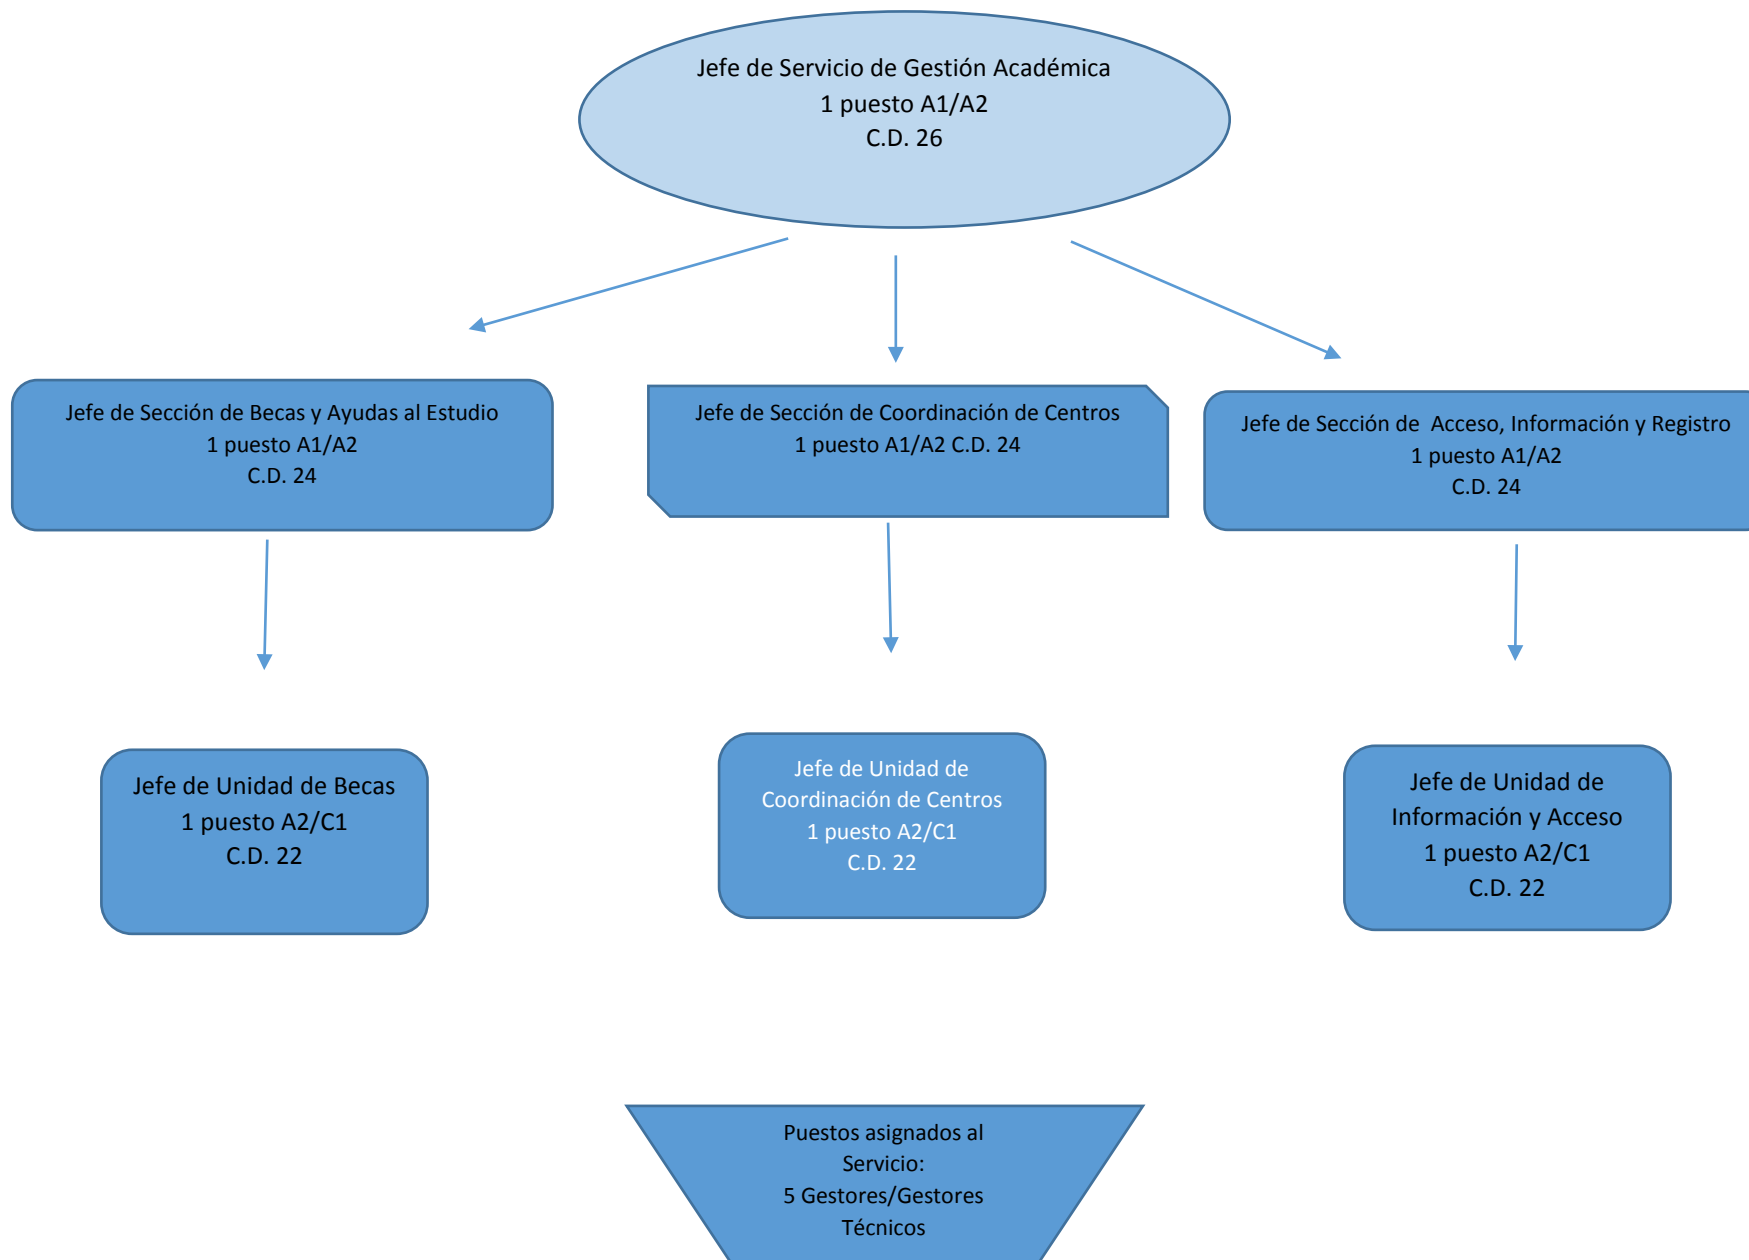 Jefe de Servicio de Gestión Académica
1 puesto A1/A2
C.D. 26
Jefe de Sección de Becas y Ayudas al Estudio
1 puesto A1/A2
C.D. 24
Jefe de Sección de Coordinación de Centros
1 puesto A1/A2 C.D. 24
Jefe de Sección de  Acceso, Información y Registro
1 puesto A1/A2
C.D. 24
Jefe de Unidad de Becas
1 puesto A2/C1
C.D. 22
Jefe de Unidad de
Coordinación de Centros
1 puesto A2/C1
C.D. 22
Jefe de Unidad de
Información y Acceso
1 puesto A2/C1
C.D. 22
Puestos asignados al
Servicio:
5 Gestores/Gestores
Técnicos